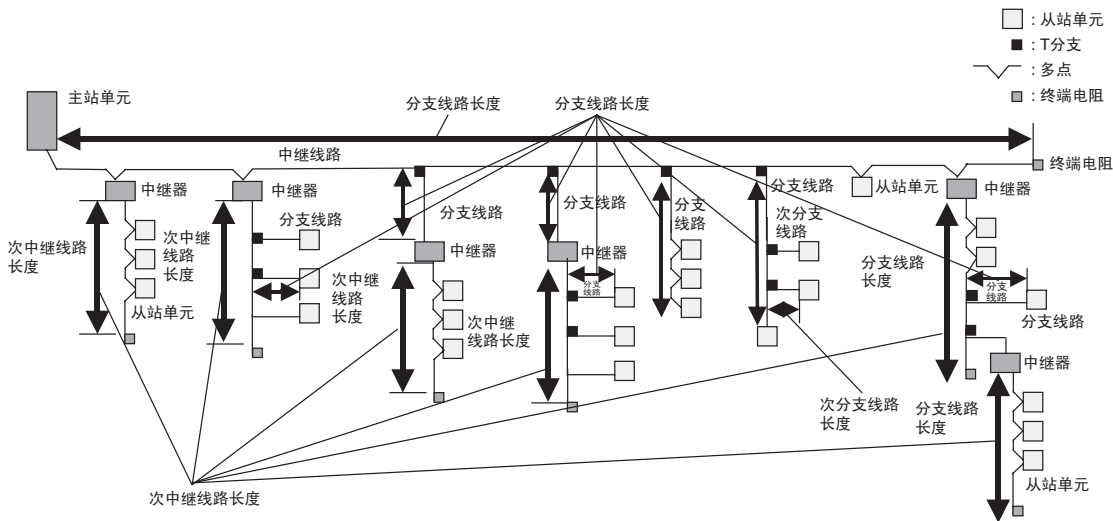 : 从站单元
: T分支
: 多点
: 终端电阻
主站单元
分支线路长度
分支线路长度
中继线路
终端电阻
中继器
中继器
分支线路
分支线路
分支线路
分支
线路
分支线路
从站单元
中继器
次中继线路
长度
次中继
线路
长度
分支线路
次中继
线路
长度
中继器
中继器
次分支
线路
分支线路
长度
分支
线路
分支
线路
分支线路
从站单元
次中继
线路长度
中继器
次分支线路
长度
分支线路
长度
从站单元
次中继线路长度